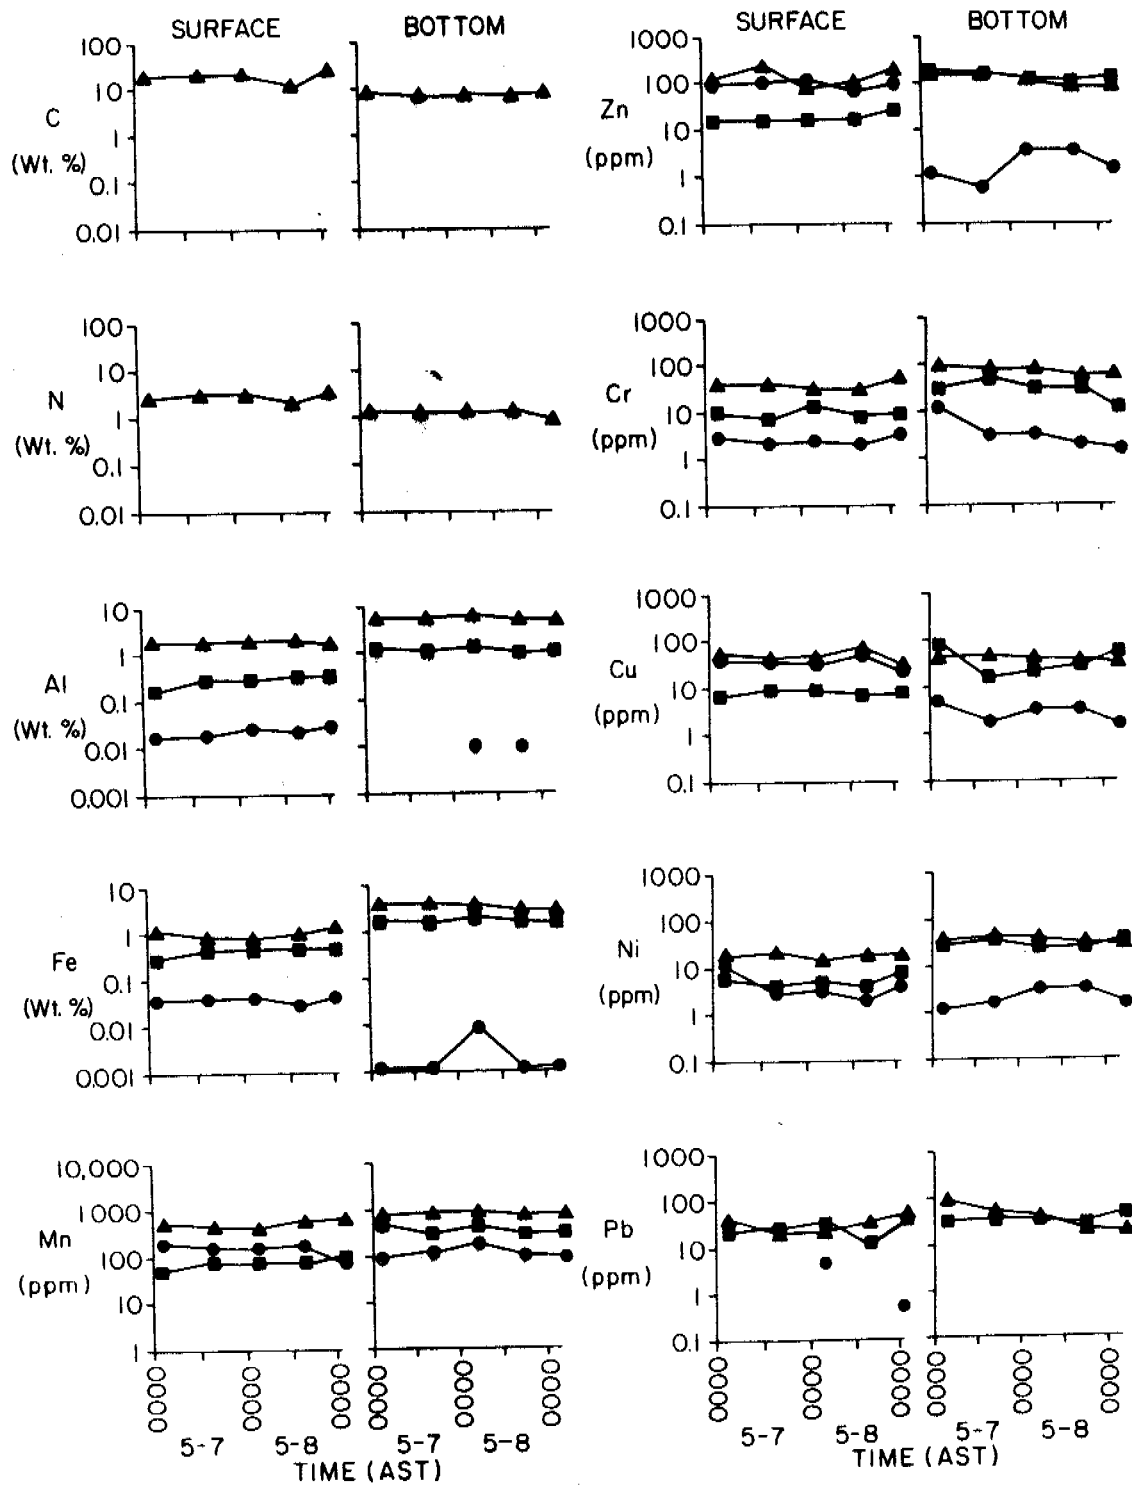 SURFACE BOTTOM
100
10
C
1
(Wt. %)
0.1
0.01
100
10
N
1
(Wt. %)
0.1
0.01
10
1
Al
0.1
(Wt. %)
0.01
0.001
10
1
Fe
0.1
(Wt. %)
0.01
0.001
10,000
1000
Mn
100
(ppm)
10
1
0000 0000 0000 0000 0000 0000
5-7 5-8 5-7 5-8
TIME (AST)
SURFACE BOTTOM
1000
100
Zn
10
(ppm)
1
0.1
1000
100
Cr
10
(ppm)
1
0.1
1000
100
Cu
10
(ppm)
1
0.1
1000
100
Ni
10
(ppm)
1
0.1
1000
100
Pb
10
(ppm)
1
0.1
0000 0000 0000 0000 0000 0000
5-7 5-8 5-7 5-8
TIME (AST)